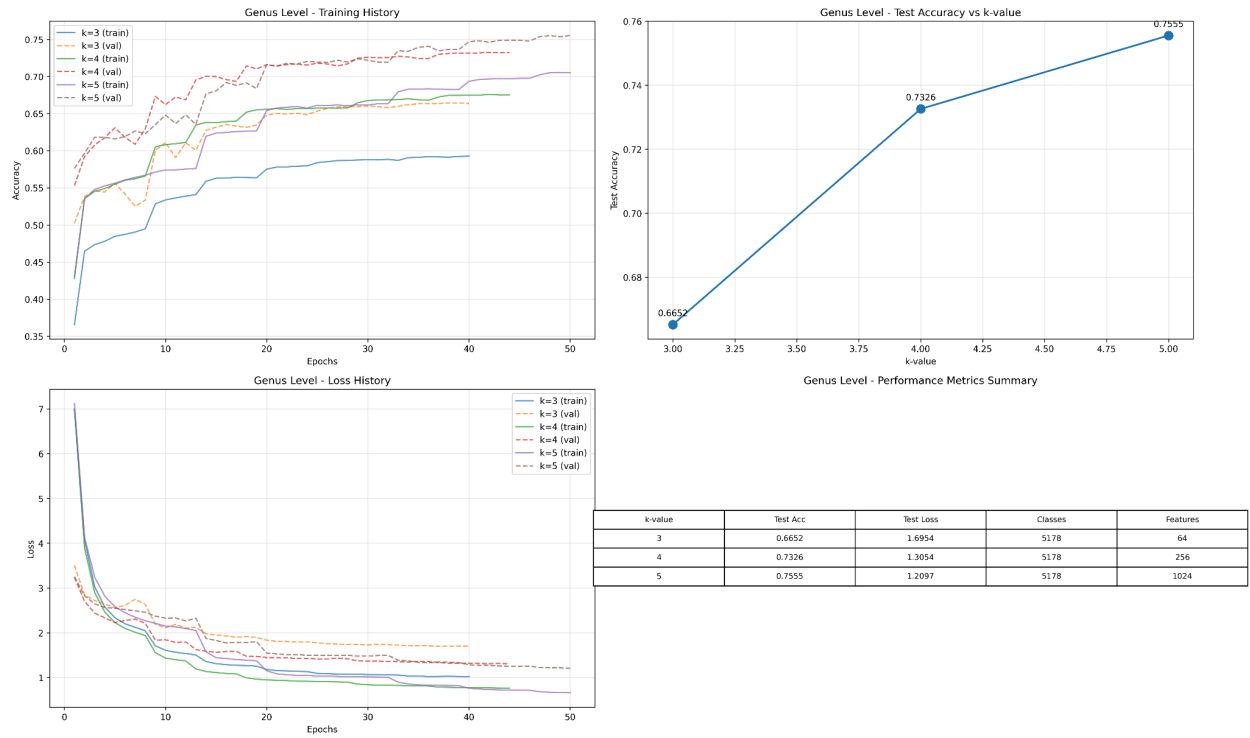 Genus Level - Training History
k=3 (train)
k=3 (val)
k=4 (train)
k=4 (val)
k=5 (train)
k=5 (val)
0.75
0.70
0.65
0.60
0.55
0.50
0.45
0.40
0.35
Accuracy
0 10 20 30 40 50
Epochs
Genus Level - Test Accuracy vs k-value
0.76
0.74
0.72
0.70
0.68
Test Accuracy
0.6652
0.7326
0.7555
3.00 3.25 3.50 3.75 4.00 4.25 4.50 4.75 5.00
k-value
Genus Level - Loss History
k=3 (train)
k=3 (val)
k=4 (train)
k=4 (val)
k=5 (train)
k=5 (val)
7
6
5
4
3
2
1
Loss
0 10 20 30 40 50
Epochs
Genus Level - Performance Metrics Summary
k-value Test Acc Test Loss Classes Features
3 0.6652 1.6954 5178 64
4 0.7326 1.3054 5178 256
5 0.7555 1.2097 5178 1024